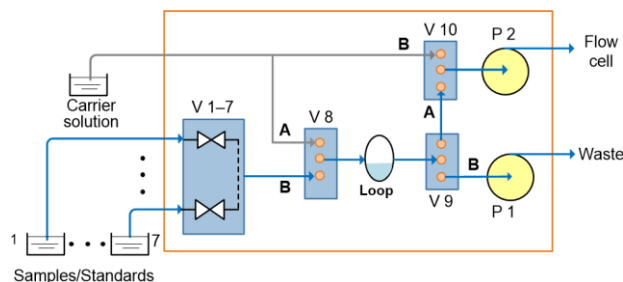 V 10
P 2
B
Flow
cell
Carrier
solution
V 1–7
V 8
A
A
B
Loop
B
Waste
V 9
P 1
1
7
Samples/Standards